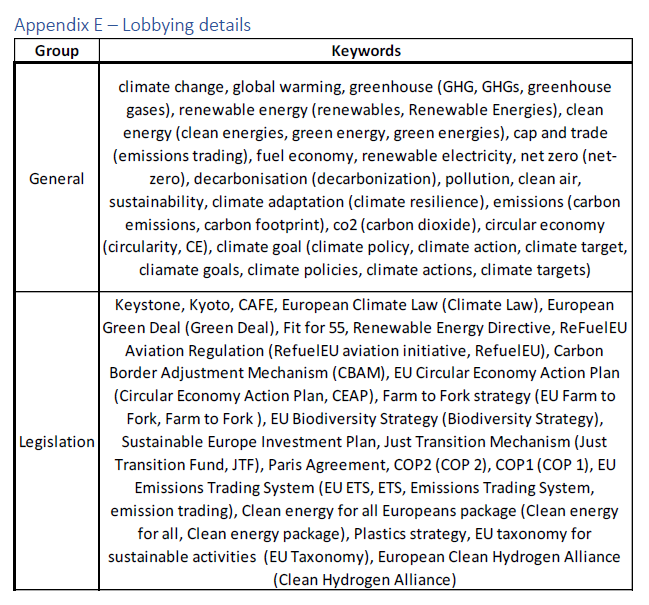 Appendix E – Lobbying details
Group
Keywords
General
climate change, global warming, greenhouse (GHG, GHGs, greenhouse
gases), renewable energy (renewables, Renewable Energies), clean
energy (clean energies, green energy, green energies), cap and trade
(emissions trading), fuel economy, renewable electricity, net zero (net-
zero), decarbonisation (decarbonization), pollution, clean air,
sustainability, climate adaptation (climate resilience), emissions (carbon
emissions, carbon footprint), co2 (carbon dioxide), circular economy
(circularity, CE), climate goal (climate policy, climate action, climate target,
cliamate goals, climate policies, climate actions, climate targets)
Legislation
Keystone, Kyoto, CAFE, European Climate Law (Climate Law), European
Green Deal (Green Deal), Fit for 55, Renewable Energy Directive, ReFuelEU
Aviation Regulation (RefuelEU aviation initiative, RefuelEU), Carbon
Border Adjustment Mechanism (CBAM), EU Circular Economy Action Plan
(Circular Economy Action Plan, CEAP), Farm to Fork strategy (EU Farm to
Fork, Farm to Fork ), EU Biodiversity Strategy (Biodiversity Strategy),
Sustainable Europe Investment Plan, Just Transition Mechanism (Just
Transition Fund, JTF), Paris Agreement, COP2 (COP 2), COP1 (COP 1), EU
Emissions Trading System (EU ETS, ETS, Emissions Trading System,
emission trading), Clean energy for all Europeans package (Clean energy
for all, Clean energy package), Plastics strategy, EU taxonomy for
sustainable activities  (EU Taxonomy), European Clean Hydrogen Alliance
(Clean Hydrogen Alliance)